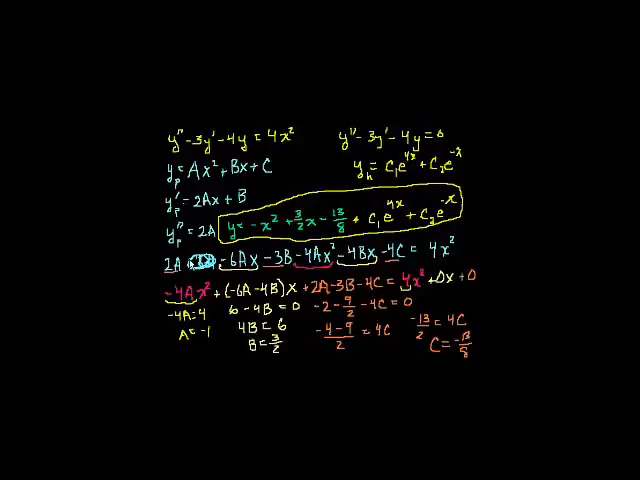 y'' - 3y' - 4y = 4x²
y'' - 3y' - 4y = 0
y_p = Ax² + Bx + C
y_h = C₁e^{4x} + C₂e^{-x}
y_p' = 2Ax + B
y_p'' = 2A
y = -x² + 3/2 x - 13/8 + C₁e^{4x} + C₂e^{-x}
2A - 6Ax - 3B - 4Ax² - 4Bx - 4C = 4x²
-4Ax² + (-6A - 4B)x + 2A - 3B - 4C = 4x² + 0x + 0
-4A = 4
A = -1
6 - 4B = 0
4B = 6
B = 3/2
-2 - 9/2 - 4C = 0
(-4 - 9)/2 = 4C
-13/2 = 4C
C = -13/8